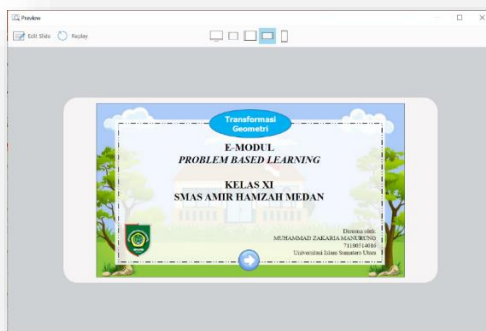 Preview
Edit Slide
Replay
Transformasi
Geometri
E-MODUL
PROBLEM BASED LEARNING
KELAS XI
SMAS AMIR HAMZAH MEDAN
Disusun oleh:
MUHAMMAD ZAKARIA MANURUNG
71180514016
Universitas Islam Sumatera Utara